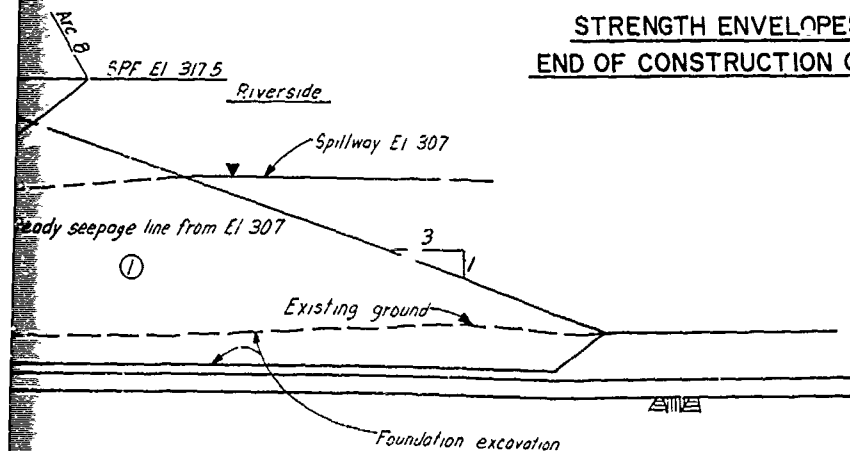 STRENGTH ENVELOPES
END OF CONSTRUCTION
Arc B
SPF El 317.5
Riverside
Spillway El 307
seepage line from El 307
3
1
1
Existing ground
Foundation excavation